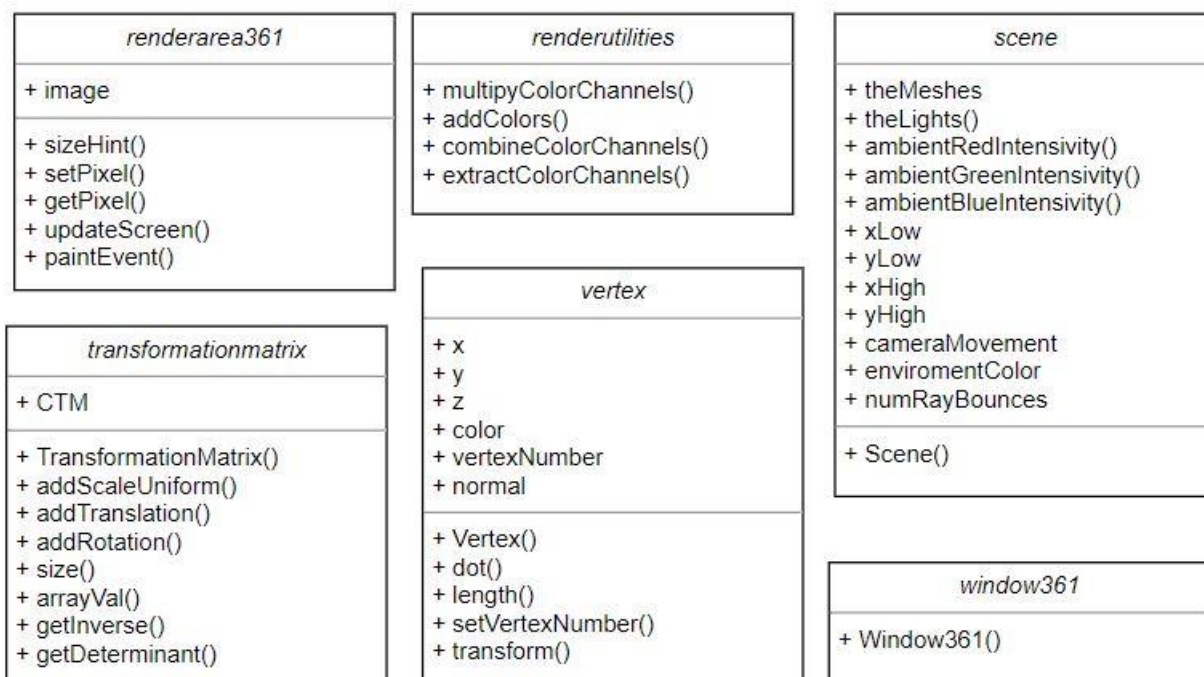 renderarea361
+ image
+ sizeHint()
+ setPixel()
+ getPixel()
+ updateScreen()
+ paintEvent()
renderutilities
+ multipyColorChannels()
+ addColors()
+ combineColorChannels()
+ extractColorChannels()
scene
+ theMeshes
+ theLights()
+ ambientRedIntensivity()
+ ambientGreenIntensivity()
+ ambientBlueIntensivity()
+ xLow
+ yLow
+ xHigh
+ yHigh
+ cameraMovement
+ enviromentColor
+ numRayBounces
+ Scene()
transformationmatrix
+ CTM
+ TransformationMatrix()
+ addScaleUniform()
+ addTranslation()
+ addRotation()
+ size()
+ arrayVal()
+ getInverse()
+ getDeterminant()
vertex
+ x
+ y
+ z
+ color
+ vertexNumber
+ normal
+ Vertex()
+ dot()
+ length()
+ setVertexNumber()
+ transform()
window361
+ Window361()